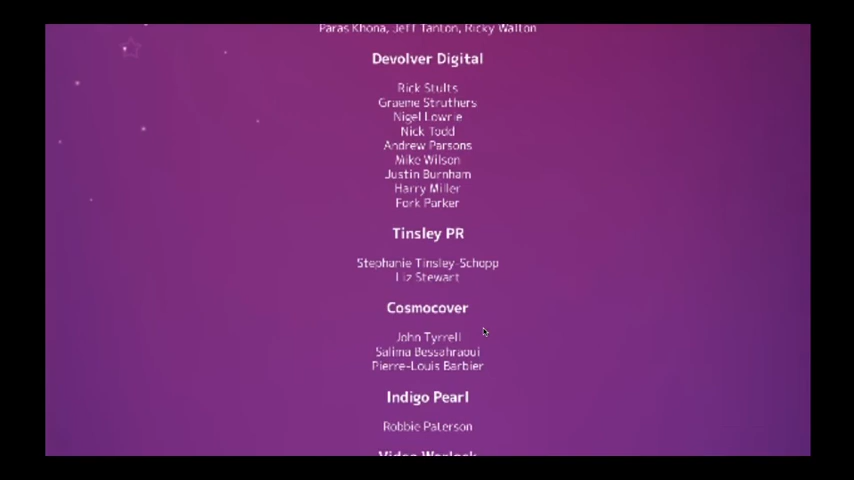 Paras Khona, Jeff Tanton, Ricky Walton
Devolver Digital
Rick Stults
Graeme Struthers
Nigel Lowrie
Nick Todd
Andrew Parsons
Mike Wilson
Justin Burnham
Harry Miller
Fork Parker
Tinsley PR
Stephanie Tinsley-Schopp
Liz Stewart
Cosmocover
John Tyrrell
Salima Bessahraoui
Pierre-Louis Barbier
Indigo Pearl
Robbie Paterson
Video Warlock